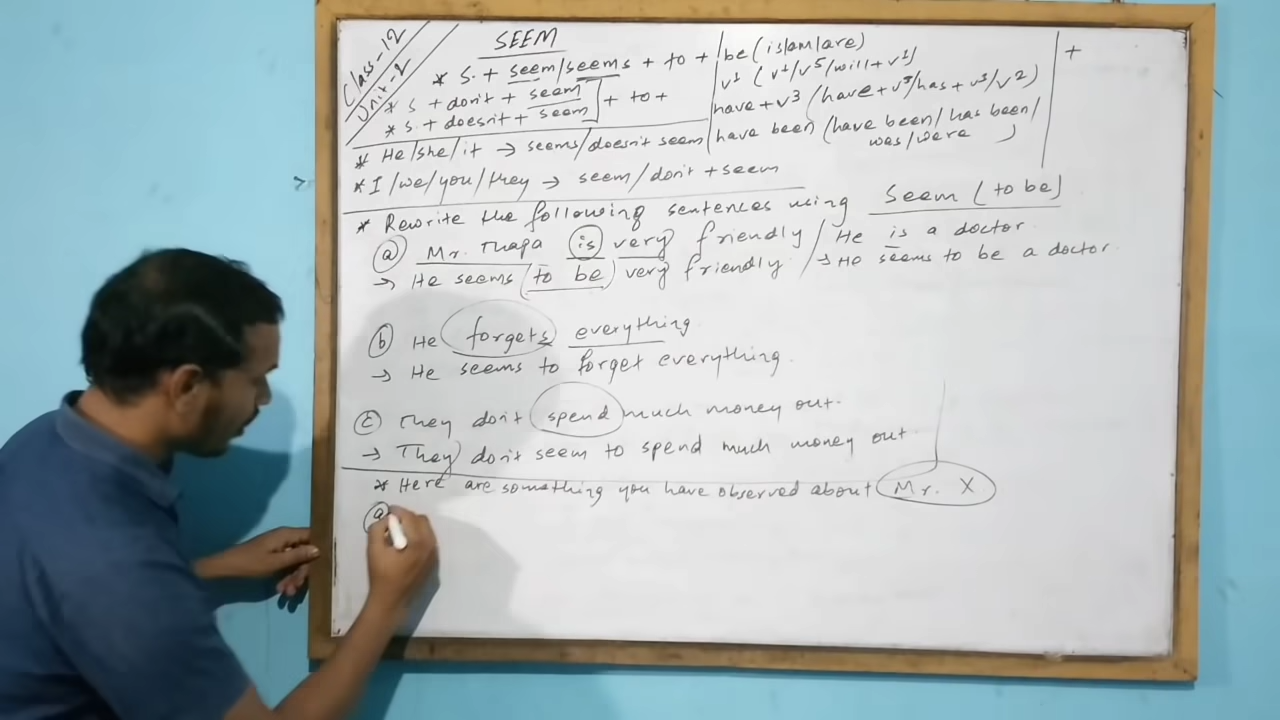 Class-12
Unit-2
SEEM
* S. + seem/seems + to + be (is/am/are) +
v¹ (v¹/v⁵/will + v¹)
* S + don't + seem
* S. + doesn't + seem ] + to +
have + v³ (have + v³/has + v³/v²)
have been (have been/has been/
was/were )
* He/she/it → seems/doesn't seem
* I/we/you/they → seem/don't + seem
* Rewrite the following sentences using Seem (to be)
(a) Mr. Thapa is very friendly / He is a doctor.
→ He seems (to be) very friendly. / → He seems to be a doctor.
(b) He forgets everything.
→ He seems to forget everything.
(c) They don't spend much money out.
→ They don't seem to spend much money out.
* Here are something you have observed about Mr. X
(a)